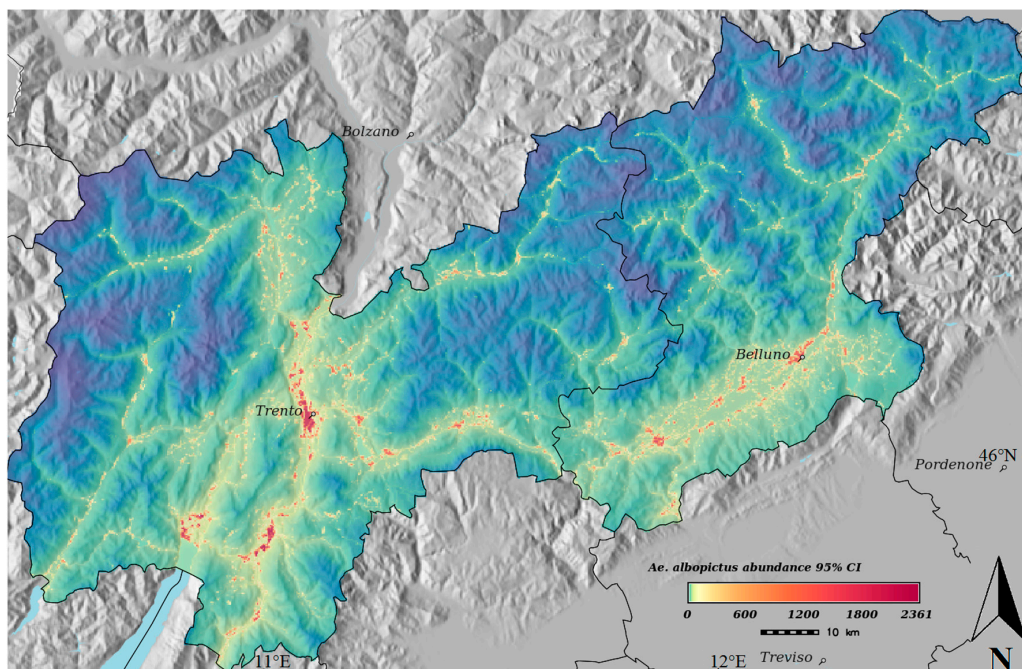 Bolzano
Belluno
Trento
46°N
Pordenone
Ae. albopictus abundance 95% CI
0 600 1200 1800 2361
10 km
11°E
12°E Treviso
N